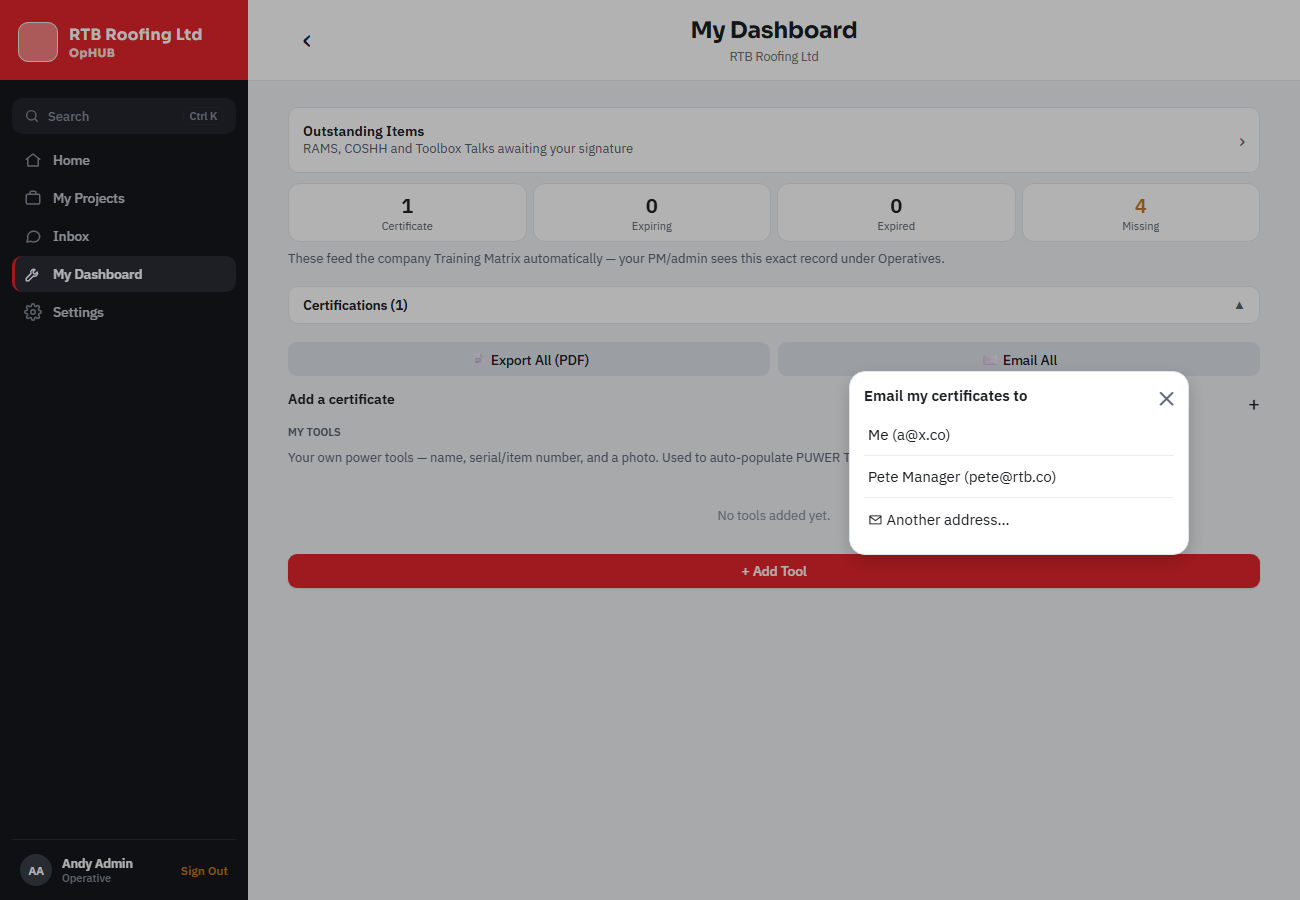 RTB Roofing Ltd
OpHUB
Search Ctrl K
Home
My Projects
Inbox
My Dashboard
Settings
AA
Andy Admin
Operative
Sign Out
My Dashboard
RTB Roofing Ltd
Outstanding Items
RAMS, COSHH and Toolbox Talks awaiting your signature
1
Certificate
0
Expiring
0
Expired
4
Missing
These feed the company Training Matrix automatically — your PM/admin sees this exact record under Operatives.
Certifications (1)
Export All (PDF)
Email All
Add a certificate
+
MY TOOLS
Your own power tools — name, serial/item number, and a photo. Used to auto-populate PUWER
No tools added yet.
+ Add Tool
Email my certificates to
Me (a@x.co)
Pete Manager (pete@rtb.co)
Another address...